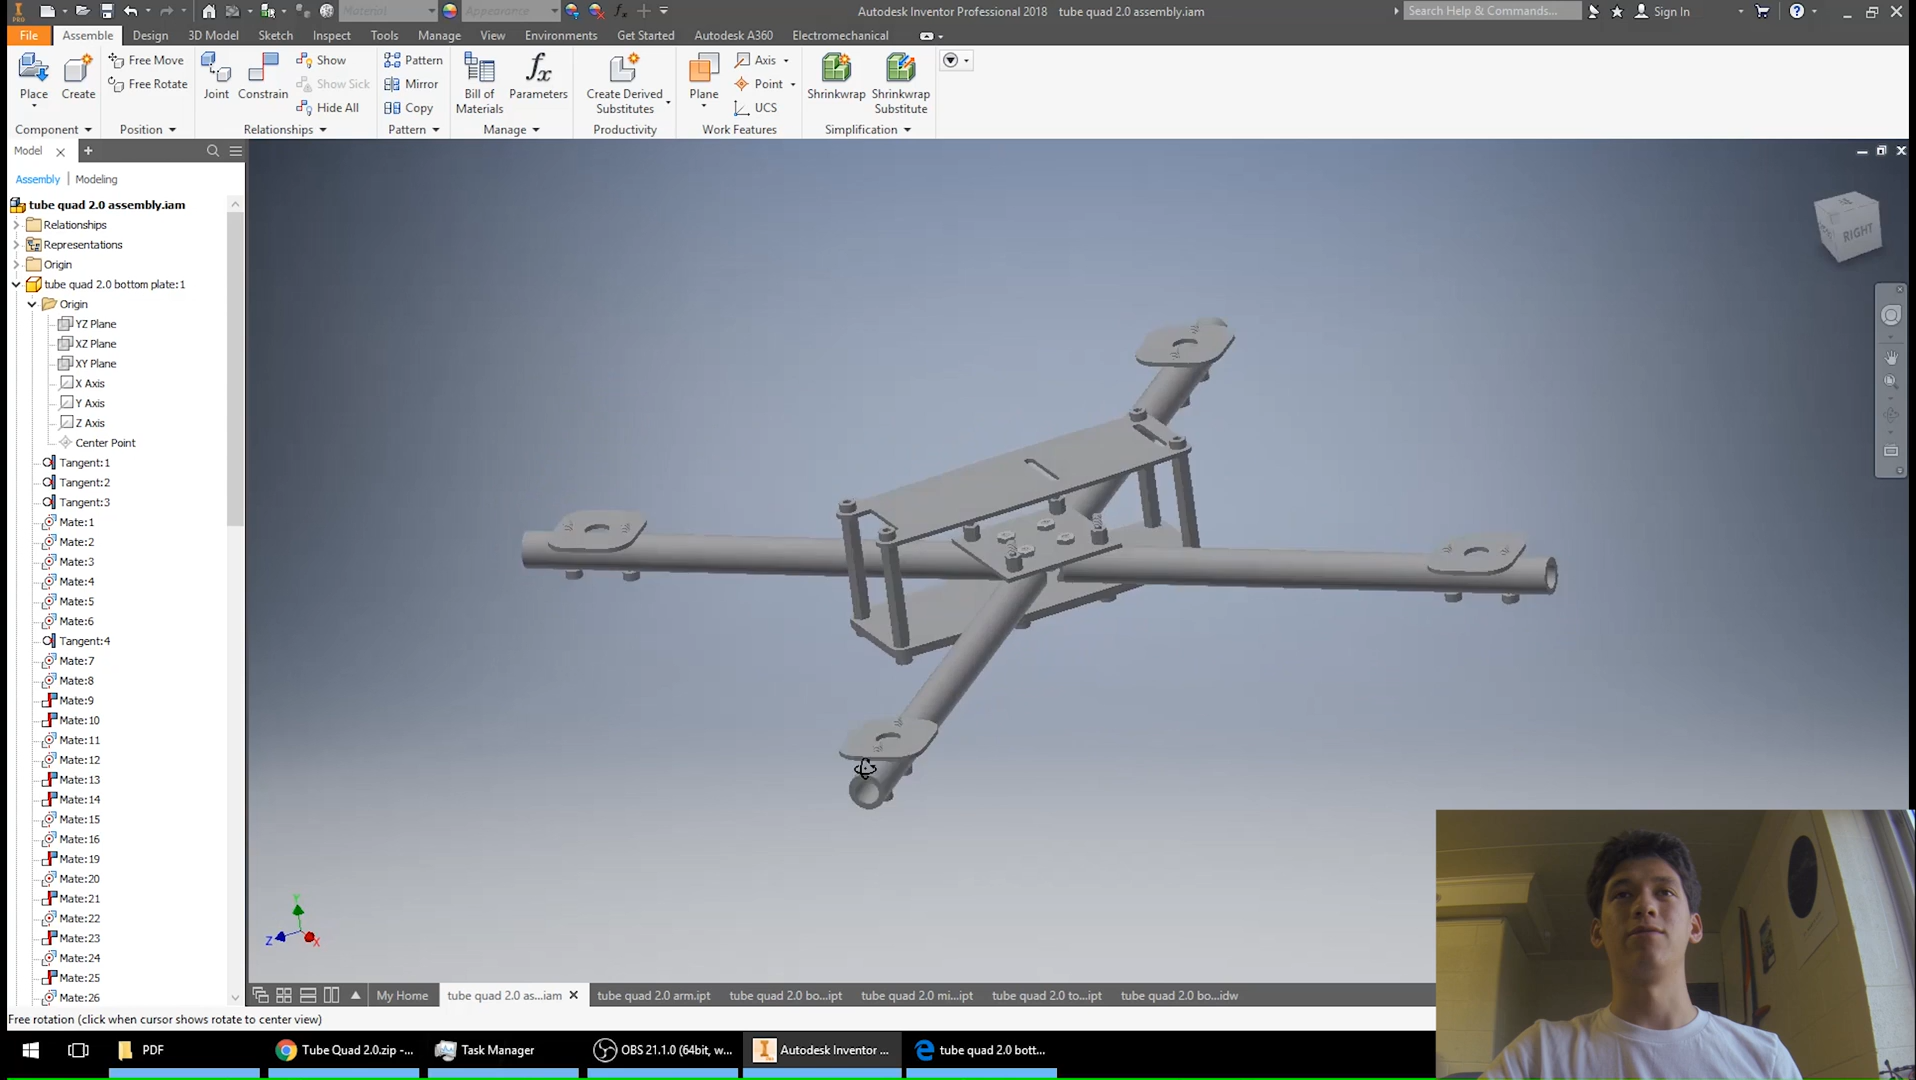 Material
Appearance
Autodesk Inventor Professional 2018 tube quad 2.0 assembly.iam
Search Help & Commands...
Sign In
File Assemble Design 3D Model Sketch Inspect Tools Manage View Environments Get Started Autodesk A360 Electromechanical
Place
Create
Free Move
Free Rotate
Component
Position
Joint
Constrain
Show
Show Sick
Hide All
Relationships
Pattern
Mirror
Copy
Pattern
Bill of
Materials
Parameters
Manage
Create Derived
Substitutes
Productivity
Plane
Axis
Point
UCS
Work Features
Shrinkwrap
Shrinkwrap
Substitute
Simplification
Model
Assembly Modeling
tube quad 2.0 assembly.iam
Relationships
Representations
Origin
tube quad 2.0 bottom plate:1
Origin
YZ Plane
XZ Plane
XY Plane
X Axis
Y Axis
Z Axis
Center Point
Tangent:1
Tangent:2
Tangent:3
Mate:1
Mate:2
Mate:3
Mate:4
Mate:5
Mate:6
Tangent:4
Mate:7
Mate:8
Mate:9
Mate:10
Mate:11
Mate:12
Mate:13
Mate:14
Mate:15
Mate:16
Mate:19
Mate:20
Mate:21
Mate:22
Mate:23
Mate:24
Mate:25
Mate:26
RIGHT
Y
Z
X
My Home
tube quad 2.0 as...iam
tube quad 2.0 arm.ipt
tube quad 2.0 bo...ipt
tube quad 2.0 mi...ipt
tube quad 2.0 to...ipt
tube quad 2.0 bo...idw
Free rotation (click when cursor shows rotate to center view)
PDF
Tube Quad 2.0.zip -...
Task Manager
OBS 21.1.0 (64bit, w...
Autodesk Inventor ...
tube quad 2.0 bott...